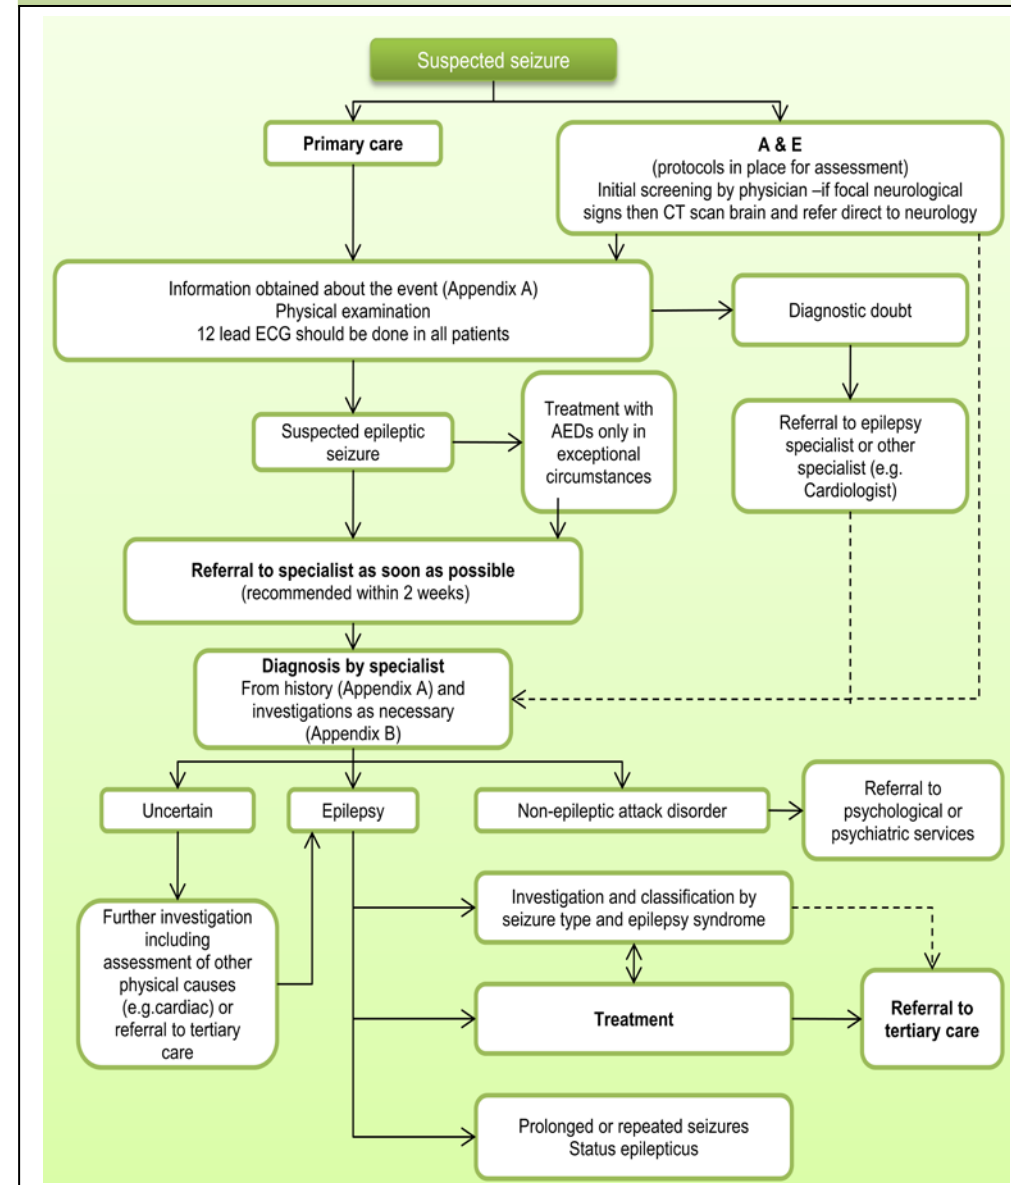 Suspected seizure
Primary care
A & E
(protocols in place for assessment)
Initial screening by physician –if focal neurological
signs then CT scan brain and refer direct to neurology
Information obtained about the event (Appendix A)
Physical examination
12 lead ECG should be done in all patients
Diagnostic doubt
Suspected epileptic
seizure
Treatment with
AEDs only in
exceptional
circumstances
Referral to epilepsy
specialist or other
specialist (e.g.
Cardiologist)
Referral to specialist as soon as possible
(recommended within 2 weeks)
Diagnosis by specialist
From history (Appendix A) and
investigations as necessary
(Appendix B)
Uncertain
Epilepsy
Non-epileptic attack disorder
Referral to
psychological or
psychiatric services
Further investigation
including
assessment of other
physical causes
(e.g.cardiac) or
referral to tertiary
care
Investigation and classification by
seizure type and epilepsy syndrome
Treatment
Referral to
tertiary care
Prolonged or repeated seizures
Status epilepticus